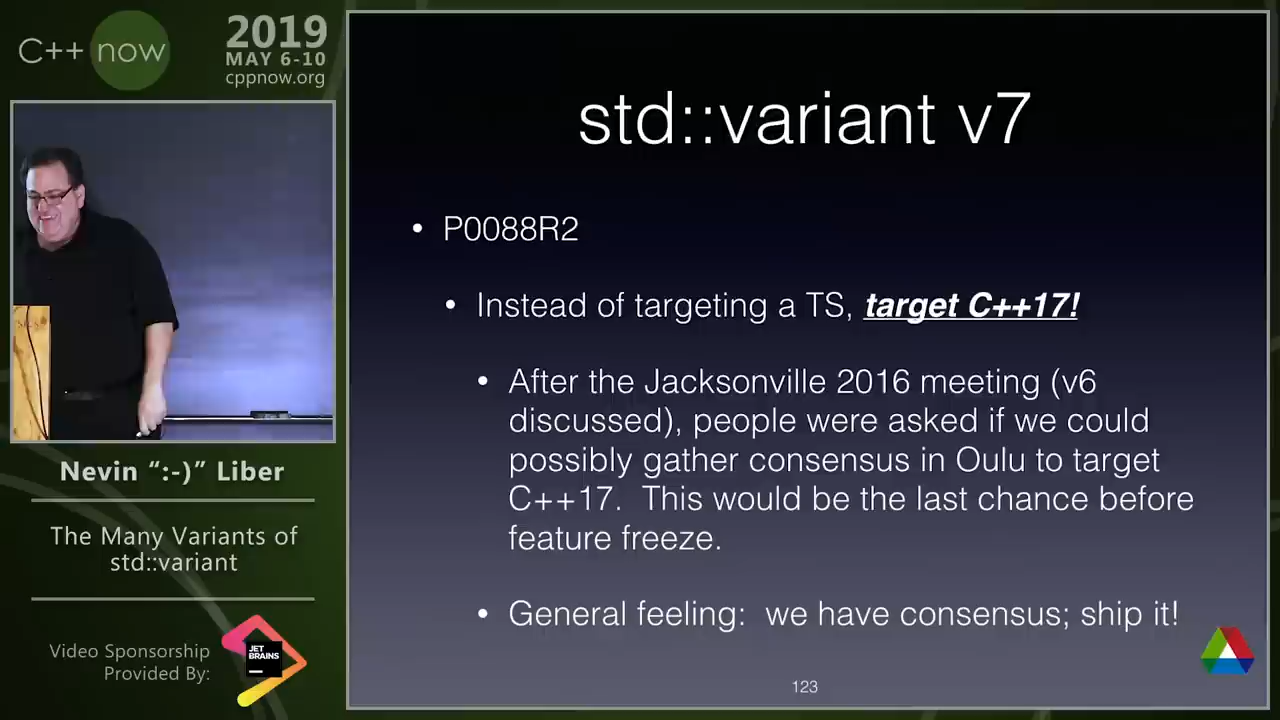 C++ now
2019
MAY 6-10
cppnow.org
Nevin “:-)” Liber
The Many Variants of
std::variant
Video Sponsorship
Provided By:
JET
BRAINS
std::variant v7
• P0088R2
• Instead of targeting a TS, target C++17!
• After the Jacksonville 2016 meeting (v6
discussed), people were asked if we could
possibly gather consensus in Oulu to target
C++17.  This would be the last chance before
feature freeze.
• General feeling:  we have consensus; ship it!
123